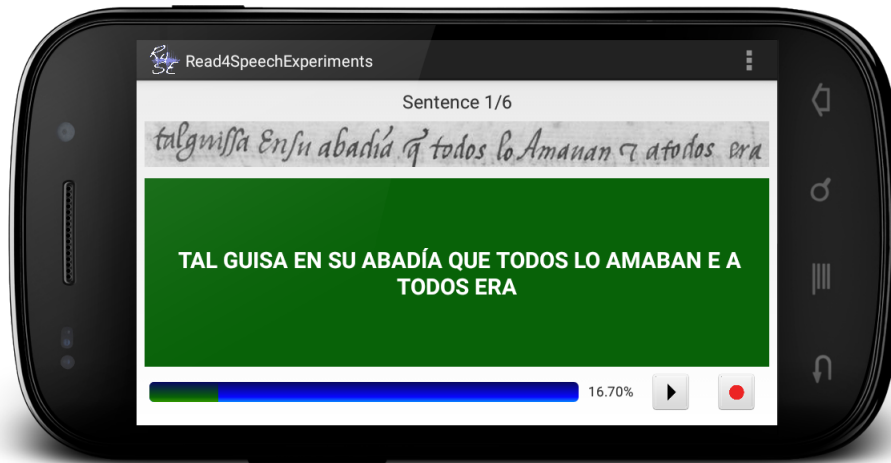 Read4SpeechExperiments
Sentence 1/6
talguissa Ensu abadia q̃ todos lo Amauan ⁊ atodos era
TAL GUISA EN SU ABADÍA QUE TODOS LO AMABAN E A
TODOS ERA
16.70%